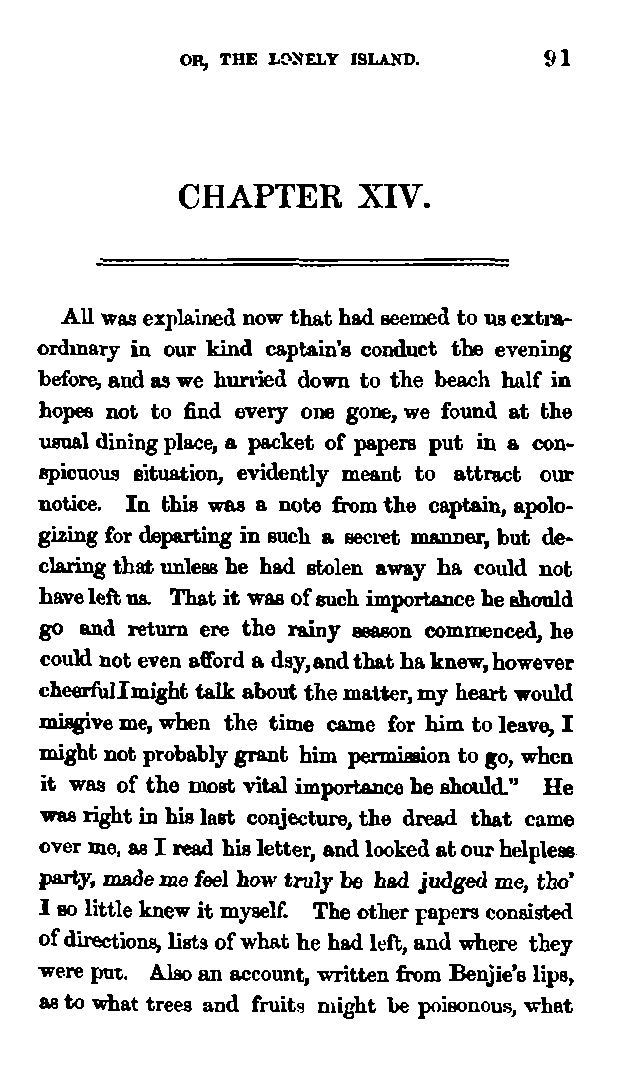 OR, THE LONELY ISLAND. 91
CHAPTER XIV.
All was explained now that had seemed to us extra-
ordinary in our kind captain's conduct the evening
before, and as we hurried down to the beach half in
hopes not to find every one gone, we found at the
usual dining place, a packet of papers put in a con-
spicuous situation, evidently meant to attract our
notice. In this was a note from the captain, apolo-
gizing for departing in such a secret manner, but de-
claring that unless he had stolen away ha could not
have left us. That it was of such importance he should
go and return ere the rainy season commenced, he
could not even afford a dsy, and that ha knew, however
cheerful I might talk about the matter, my heart would
misgive me, when the time came for him to leave, I
might not probably grant him permission to go, when
it was of the most vital importance he should." He
was right in his last conjecture, the dread that came
over me, as I read his letter, and looked at our helpless
party, made me feel how truly he had judged me, tho'
I so little knew it myself. The other papers consisted
of directions, lists of what he had left, and where they
were put. Also an account, written from Benjie's lips,
as to what trees and fruits might be poisonous, what